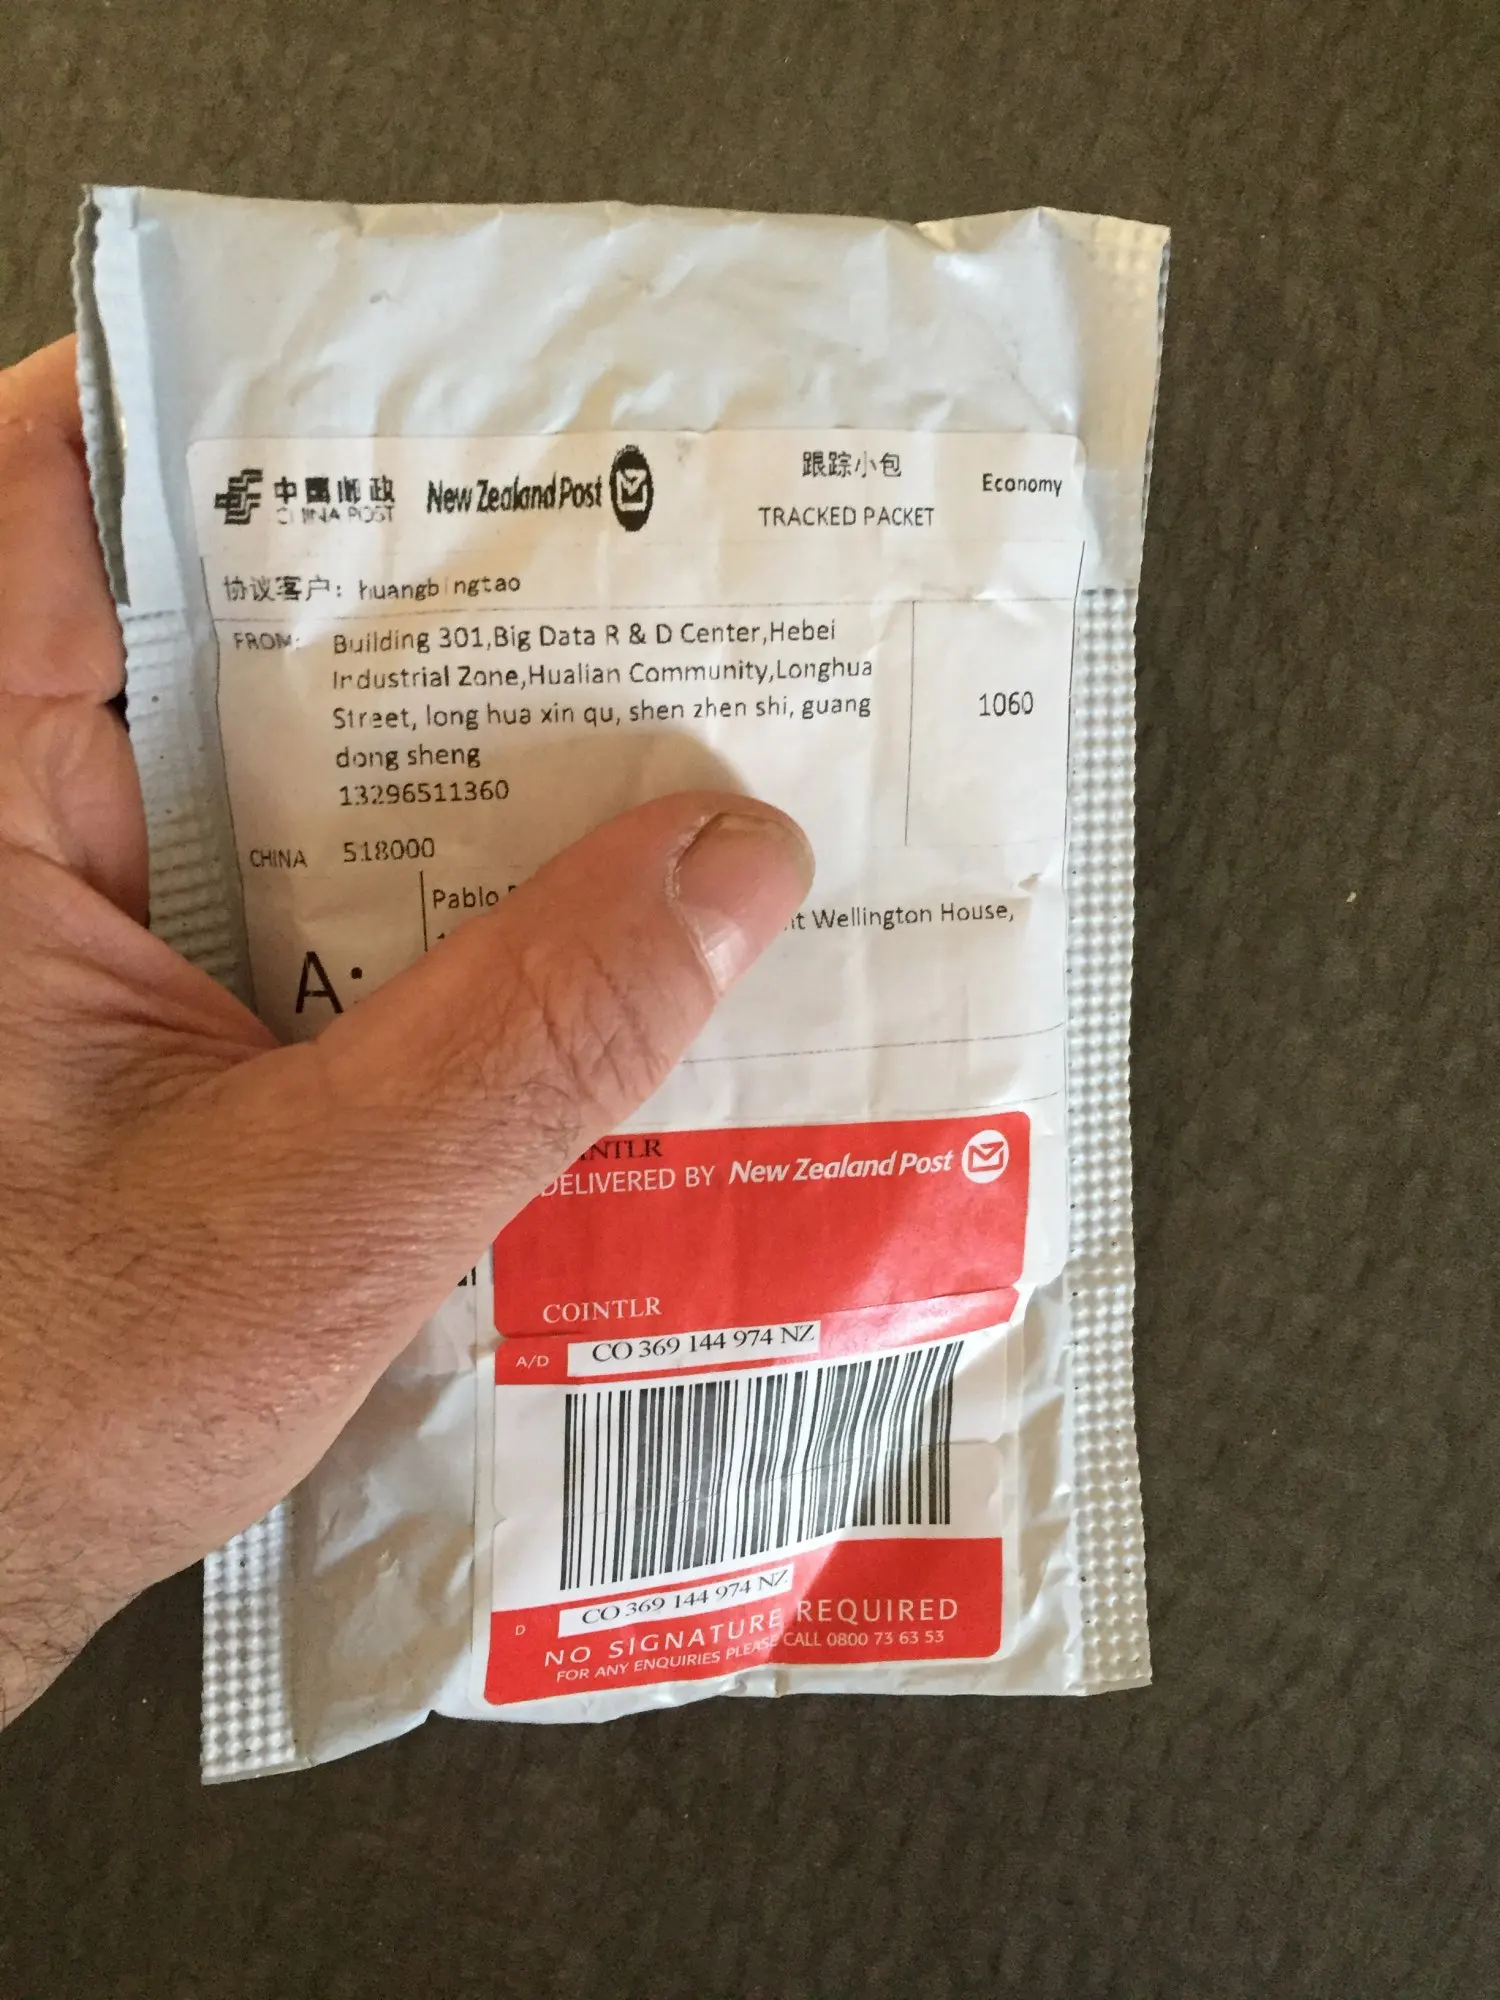 中国邮政
CHINA POST
New Zealand Post
跟踪小包
TRACKED PACKET
Economy
协议客户: huangbingtao
FROM: Building 301,Big Data R & D Center,Hebei
Industrial Zone,Hualian Community,Longhua
Street, long hua xin qu, shen zhen shi, guang
dong sheng
13296511360
1060
CHINA 518000
Pablo
Wellington House,
A:
DELIVERED BY New Zealand Post
COINTLR
A/D CO 369 144 974 NZ
D CO 369 144 974 NZ
NO SIGNATURE REQUIRED
FOR ANY ENQUIRIES PLEASE CALL 0800 73 63 53